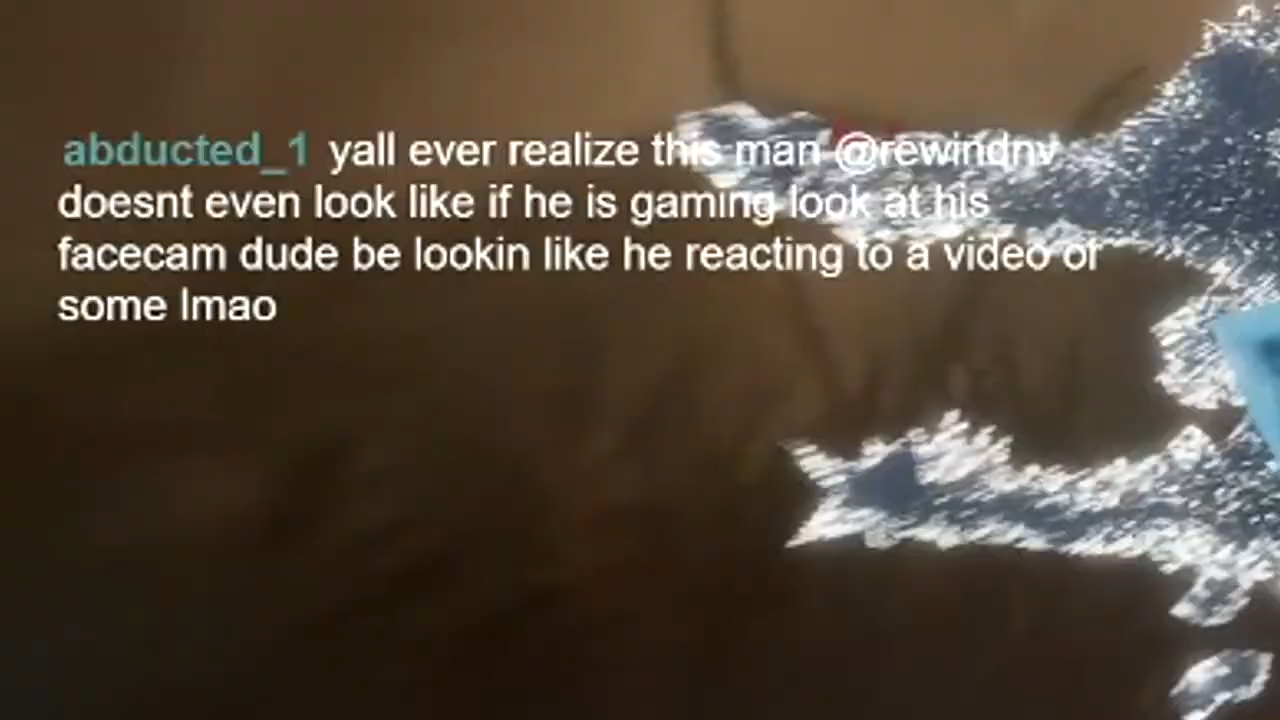 abducted_1 yall ever realize this man @rewindnv
doesnt even look like if he is gaming look at his
facecam dude be lookin like he reacting to a video or
some lmao